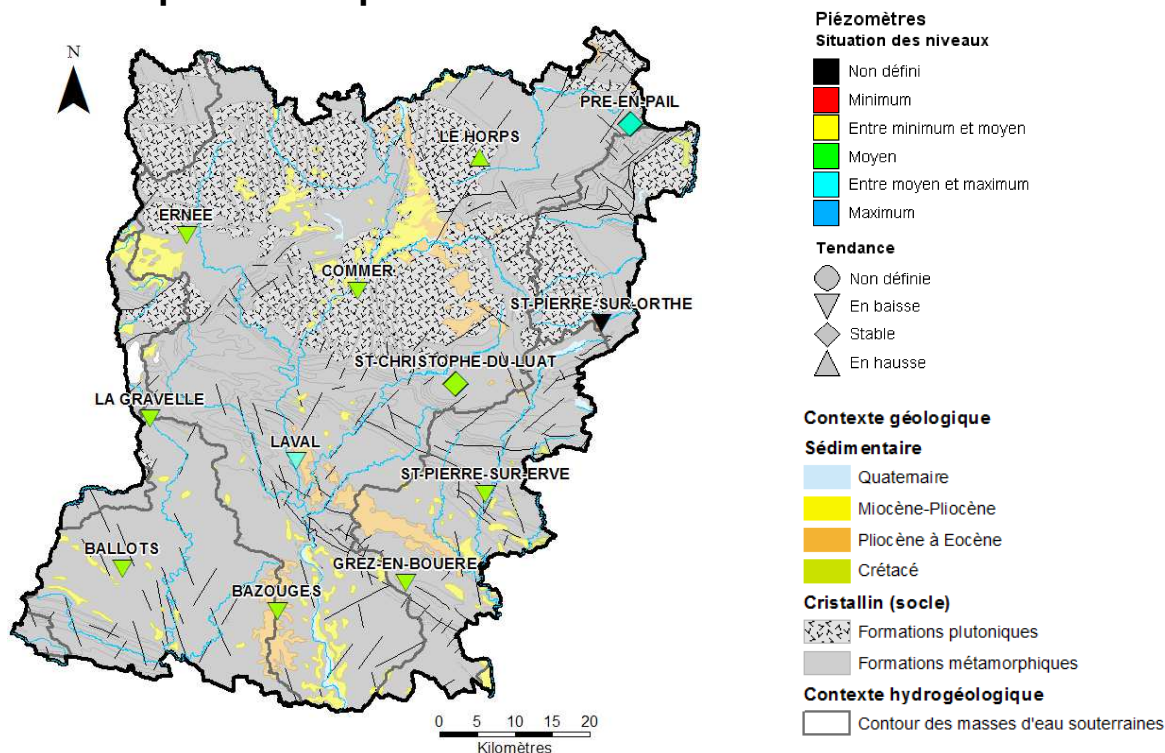 N
PRE-EN-PAIL
LE HORPS
ERNEE
COMMER
ST-PIERRE-SUR-ORTHE
ST-CHRISTOPHE-DU-LUAT
LA GRAVELLE
LAVAL
ST-PIERRE-SUR-ERVE
BALLOTS
GREZ-EN-BOUERE
BAZOUGES
0 5 10 15 20
Kilomètres
Piézomètres
Situation des niveaux
Non défini
Minimum
Entre minimum et moyen
Moyen
Entre moyen et maximum
Maximum
Tendance
Non définie
En baisse
Stable
En hausse
Contexte géologique
Sédimentaire
Quaternaire
Miocène-Pliocène
Pliocène à Eocène
Crétacé
Cristallin (socle)
Formations plutoniques
Formations métamorphiques
Contexte hydrogéologique
Contour des masses d'eau souterraines